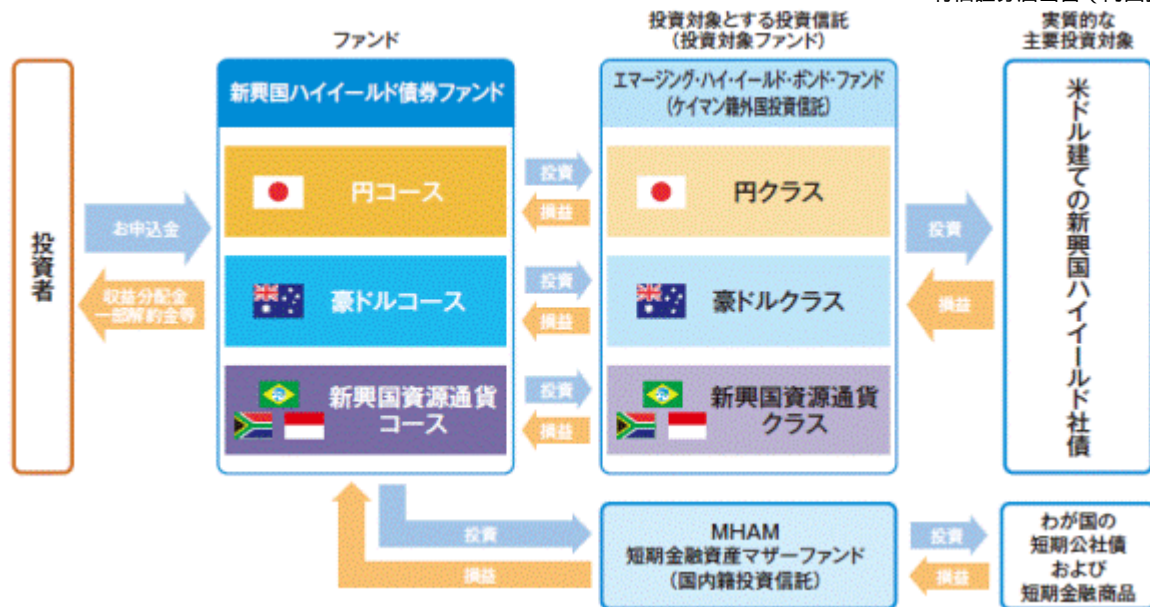 ファンド
投資対象とする投資信託
(投資対象ファンド)
実質的な
主要投資対象
投資者
お申込金
収益分配金
一部解約金等
新興国ハイイールド債券ファンド
円コース
豪ドルコース
新興国資源通貨
コース
投資
損益
投資
損益
投資
損益
エマージング・ハイ・イールド・ボンド・ファンド
(ケイマン籍外国投資信託)
円クラス
豪ドルクラス
新興国資源通貨
クラス
投資
損益
米ドル建ての新興国ハイイールド社債
投資
損益
MHAM
短期金融資産マザーファンド
(国内籍投資信託)
投資
損益
わが国の
短期公社債
および
短期金融商品